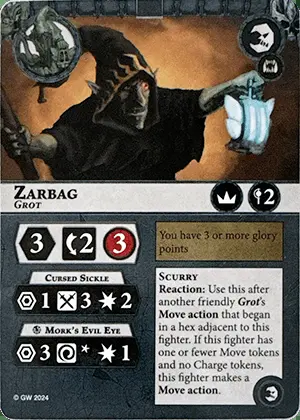 ZARBAG
GROT
2
3 2 3
You have 3 or more glory
points
CURSED SICKLE
1 3 2
MORK'S EVIL EYE
3 * 1
SCURRY
Reaction: Use this after
another friendly Grot's
Move action that began
in a hex adjacent to this
fighter. If this fighter has
one or fewer Move tokens
and no Charge tokens,
this fighter makes a
Move action.
© GW 2024